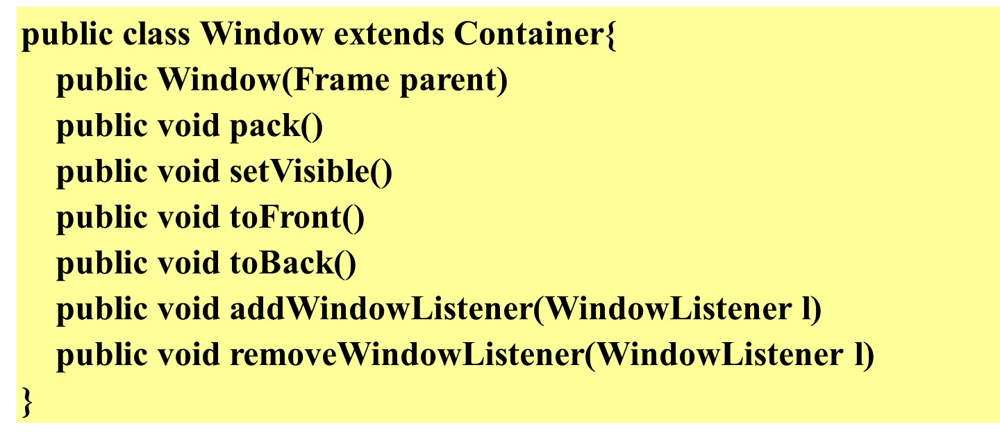 public class Window extends Container{
public Window(Frame parent)
public void pack()
public void setVisible()
public void toFront()
public void toBack()
public void addWindowListener(WindowListener l)
public void removeWindowListener(WindowListener l)
}